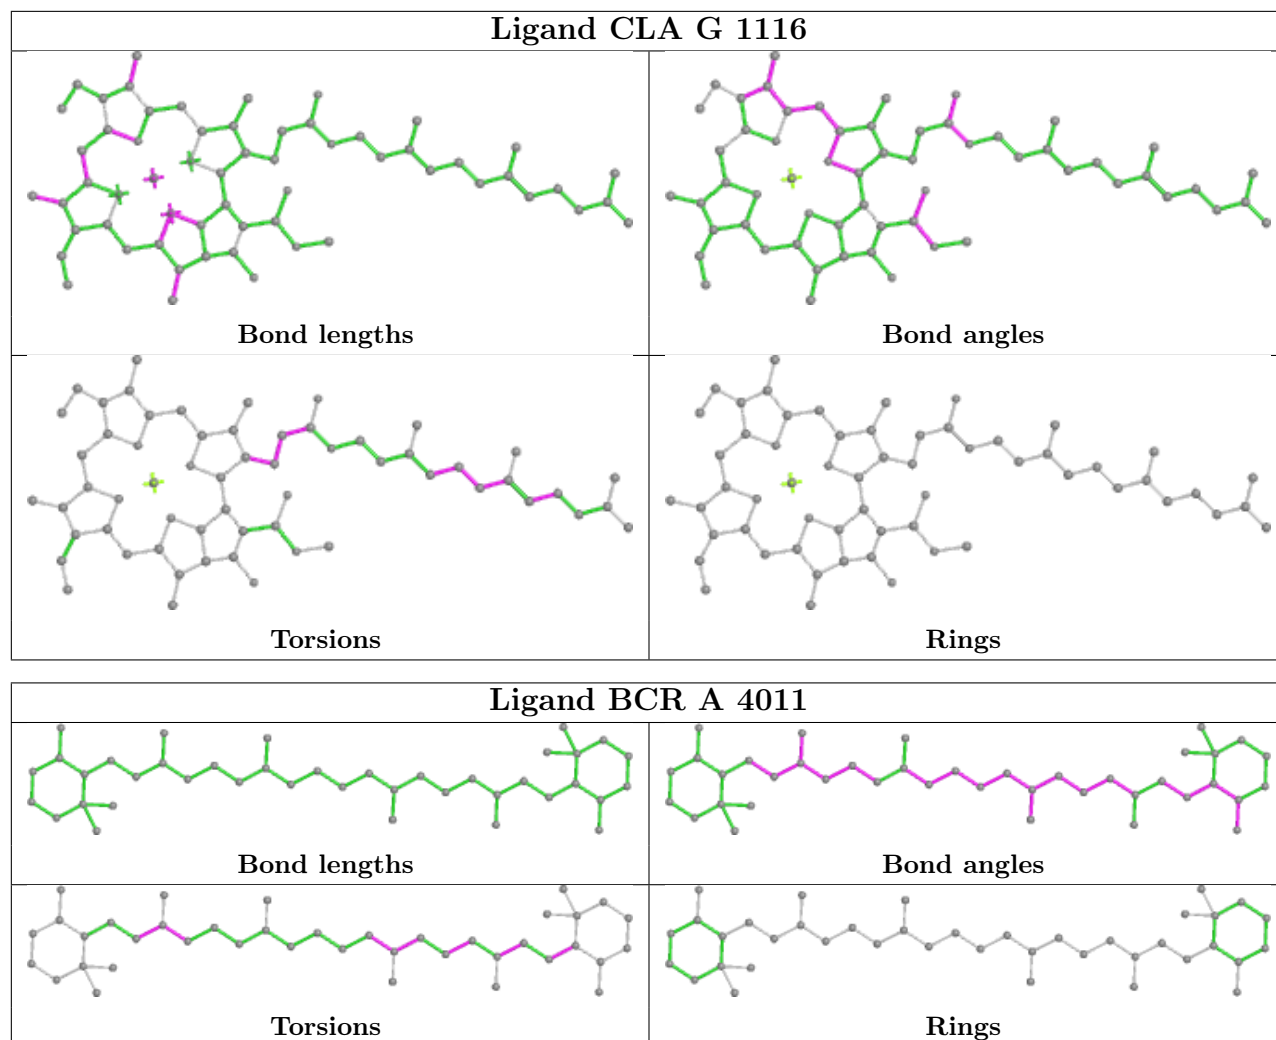 Ligand CLA G 1116
Bond lengths
Bond angles
Torsions
Rings
Ligand BCR A 4011
Bond lengths
Bond angles
Torsions
Rings